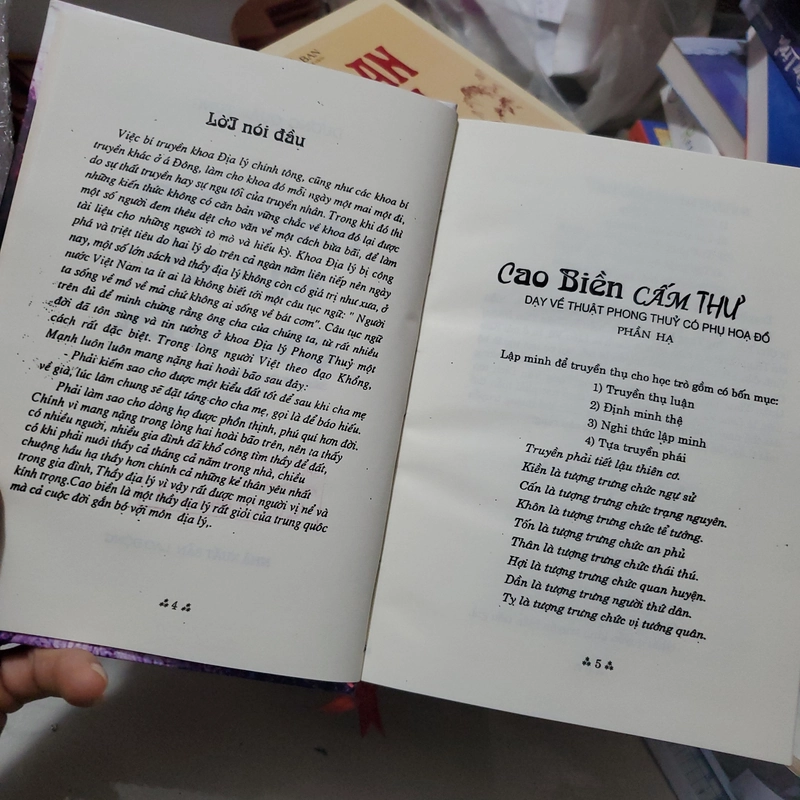 LờI nói đầu
Việc bí truyền khoa Địa lý chính tông, cũng như các khoa bí
truyền khác ở á Đông, làm cho khoa đó mỗi ngày một mai một đi,
do sự thất truyền hay sự ngu tối của truyền nhân. Trong khi đó thì
những kiến thức không có căn bản vững chắc về khoa đó lại được
một số người đem thêu dệt cho văn vẻ một cách bừa bãi, để làm
tài liệu cho những người tò mò và hiếu kỳ. Khoa Địa lý bị công
phá và triệt tiêu do hai lý do trên cả ngàn năm liên tiếp nên ngày
nay, một số lớn sách và thầy địa lý không còn có giá trị như xưa, ở
nước Việt Nam ta ít ai là không biết tới một câu tục ngữ: " Người
ta sống về mồ về mả chứ không ai sống về bát cơm". Câu tục ngữ
trên đủ để minh chứng rằng ông cha của chúng ta, từ rất nhiều
đời đã tôn sùng và tin tưởng ở khoa Địa lý Phong Thuỷ một
cách rất đặc biệt. Trong lòng người Việt theo đạo Khổng,
Mạnh luôn luôn mang nặng hai hoài bão sau đây:
- Phải kiếm sao cho được một kiểu đất tốt để sau khi cha mẹ
về già, lúc lâm chung sẽ đặt táng cho cha mẹ, gọi là để báo hiếu.
Phải làm sao cho dòng họ được phồn thịnh, phú quí hơn đời.
Chính vì mang nặng trong lòng hai hoài bão trên, nên ta thấy
có nhiều người, nhiều gia đình đã khổ công tìm thầy để đất,
có khi phải nuôi thầy cả tháng cả năm trong nhà, chiều
chuộng hầu hạ thầy hơn chính cả những kẻ thân yêu nhất
trong gia đình, Thầy địa lý vì vậy rất được mọi người vị nể và
kính trọng.Cao biền là một thầy địa lý rất giỏi của trung quốc
mà cả cuộc đời gắn bó với môn địa lý,.
4
Cao Biền CẤM THƯ
DẠY VỀ THUẬT PHONG THUỶ CÓ PHỤ HOẠ ĐỒ
PHẦN HẠ
Lập minh để truyền thụ cho học trò gồm có bốn mục:
1) Truyền thụ luận
2) Định minh thệ
3) Nghi thức lập minh
4) Tựa truyền phái
Truyền phải tiết lậu thiên cơ.
Kiền là tượng trưng chức ngự sử
Cấn là tượng trưng chức trạng nguyên.
Khôn là tượng trưng chức tể tướng.
Tốn là tượng trưng chức an phủ
Thân là tượng trưng chức thái thú.
Hợi là tượng trưng chức quan huyện.
Dần là tượng trưng người thứ dân.
Tỵ là tượng trưng chức vị tướng quân.
5